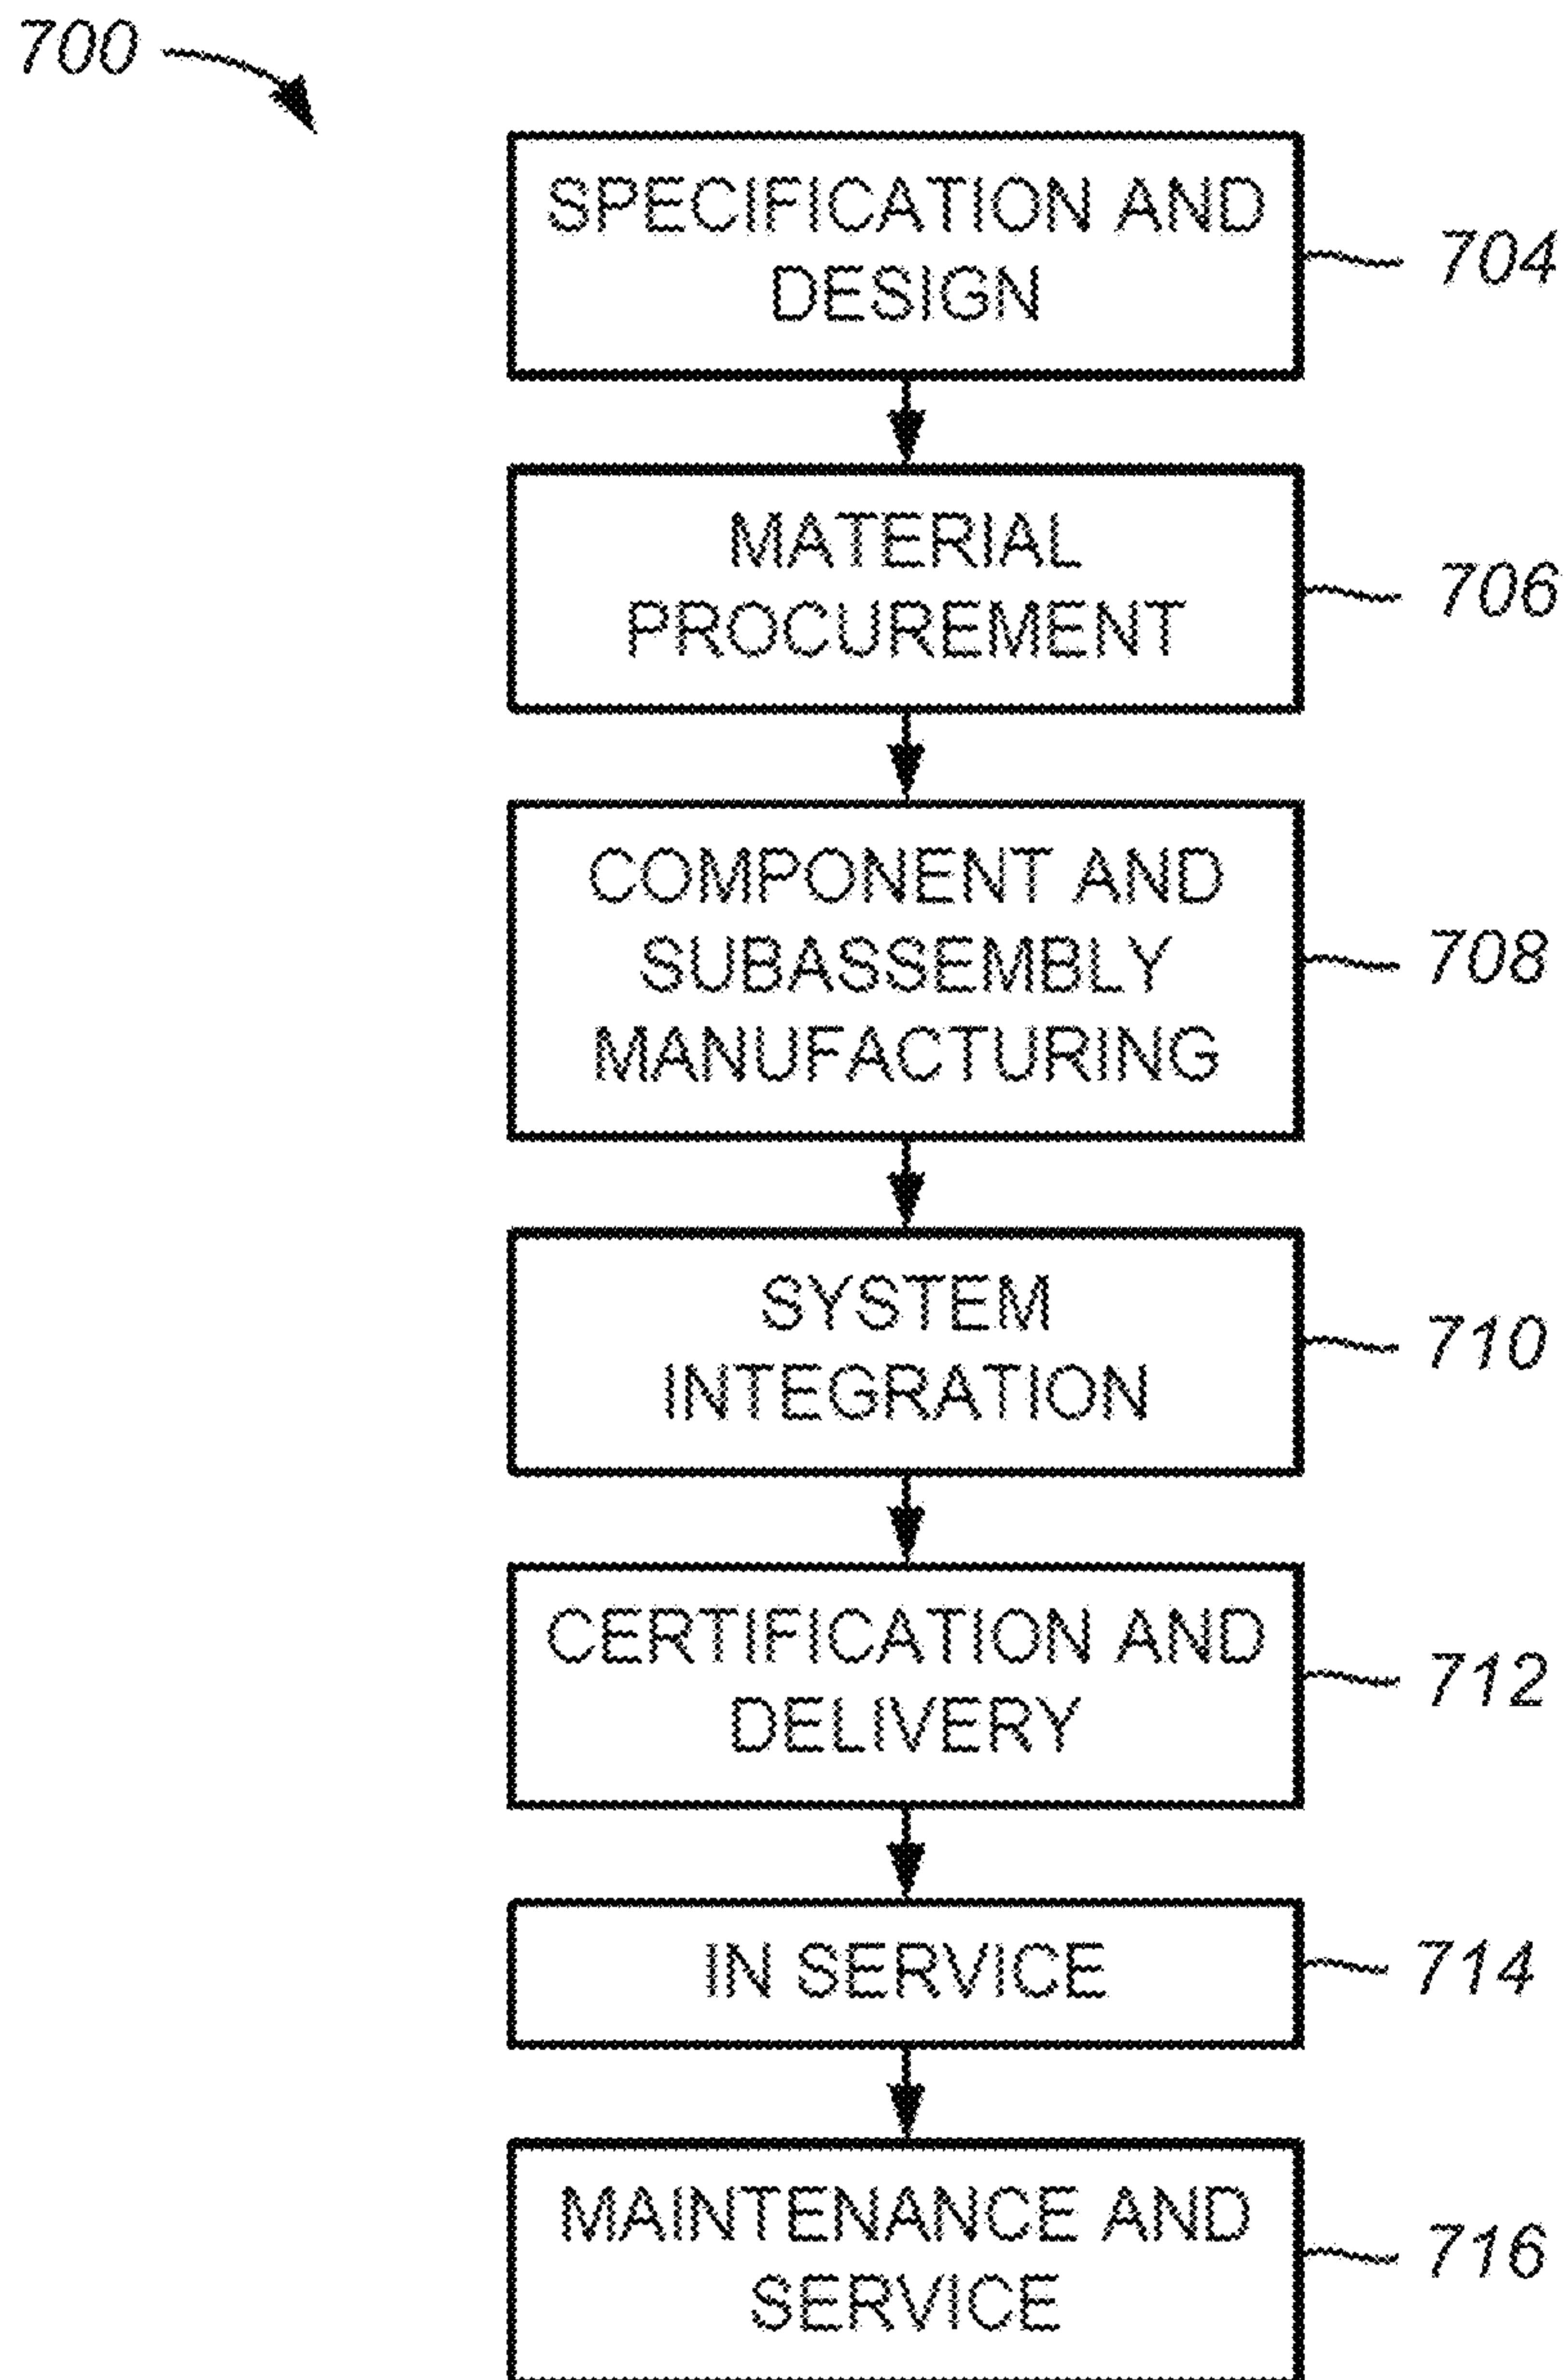 700
SPECIFICATION AND
DESIGN
704
MATERIAL
PROCUREMENT
706
COMPONENT AND
SUBASSEMBLY
MANUFACTURING
708
SYSTEM
INTEGRATION
710
CERTIFICATION AND
DELIVERY
712
IN SERVICE
714
MAINTENANCE AND
SERVICE
716